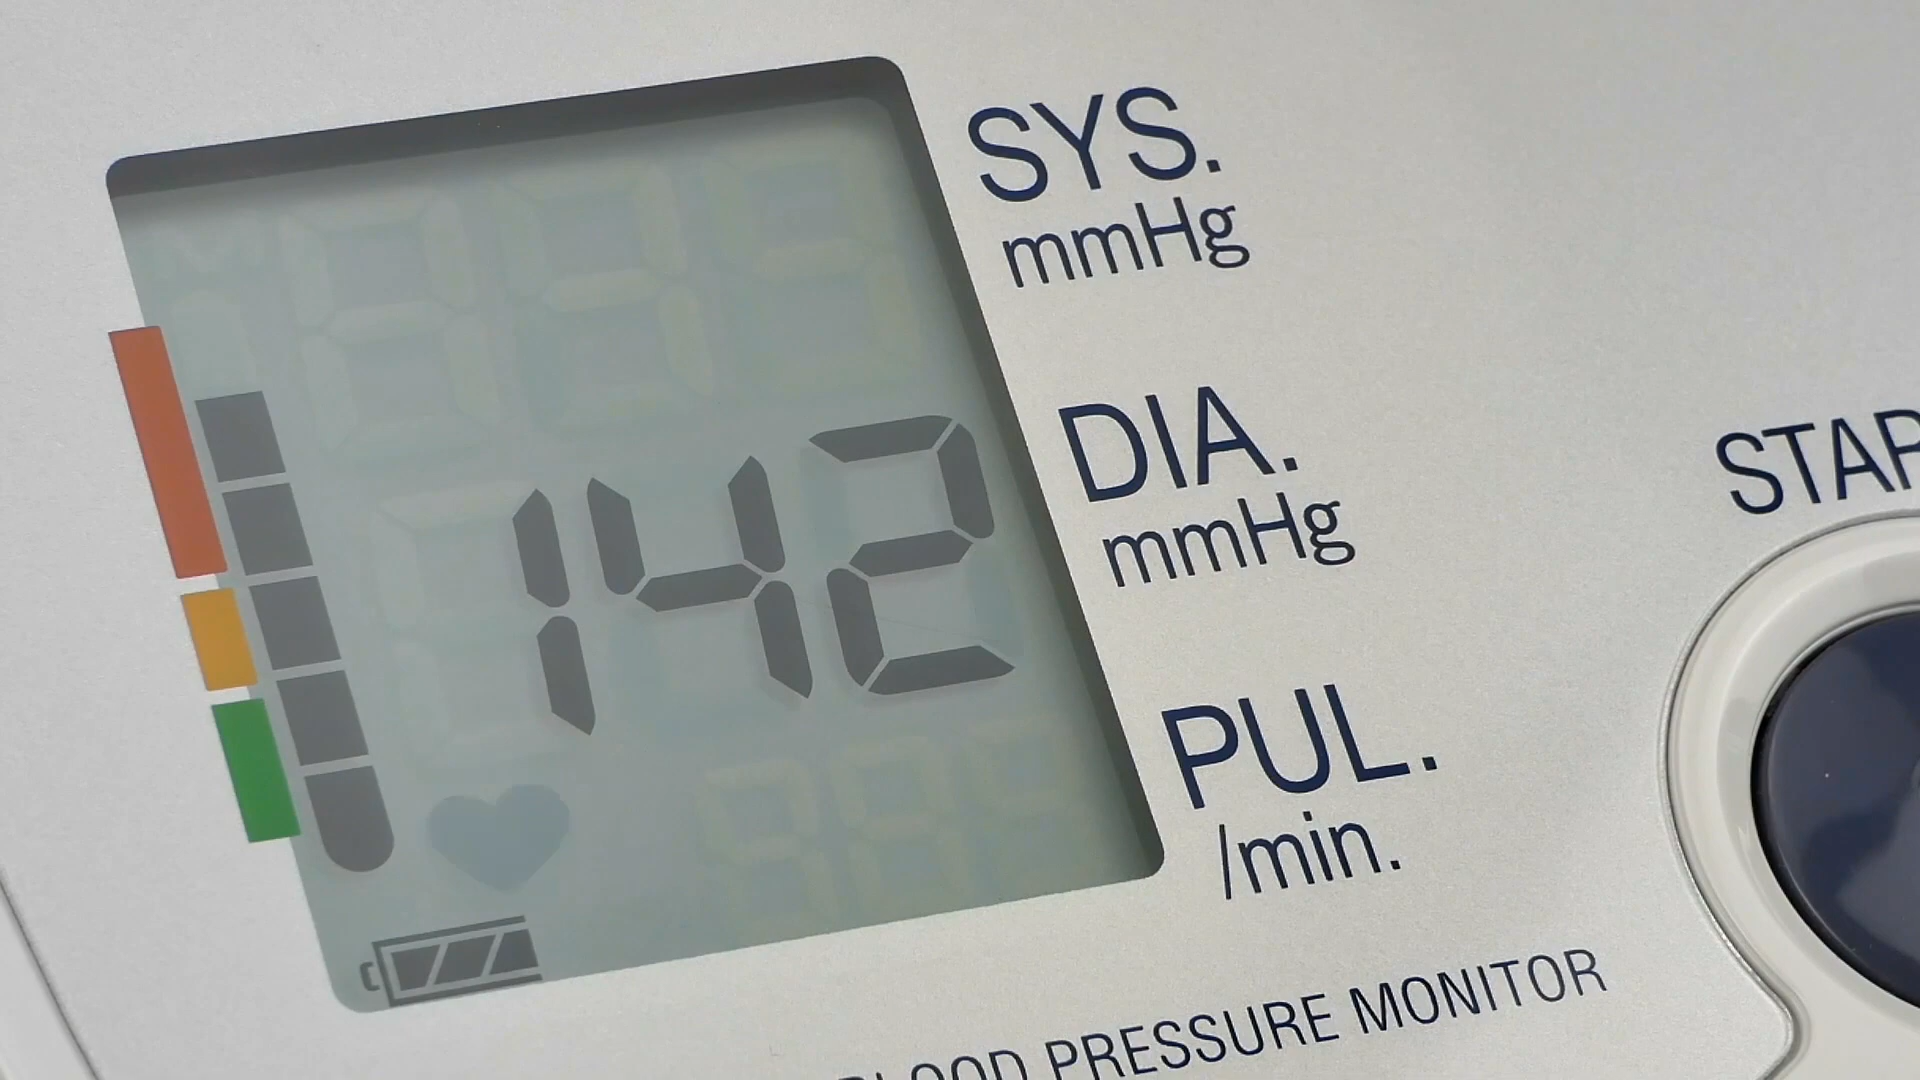 SYS.
mmHg
142
DIA.
mmHg
STAR
PUL.
/min.
BLOOD PRESSURE MONITOR